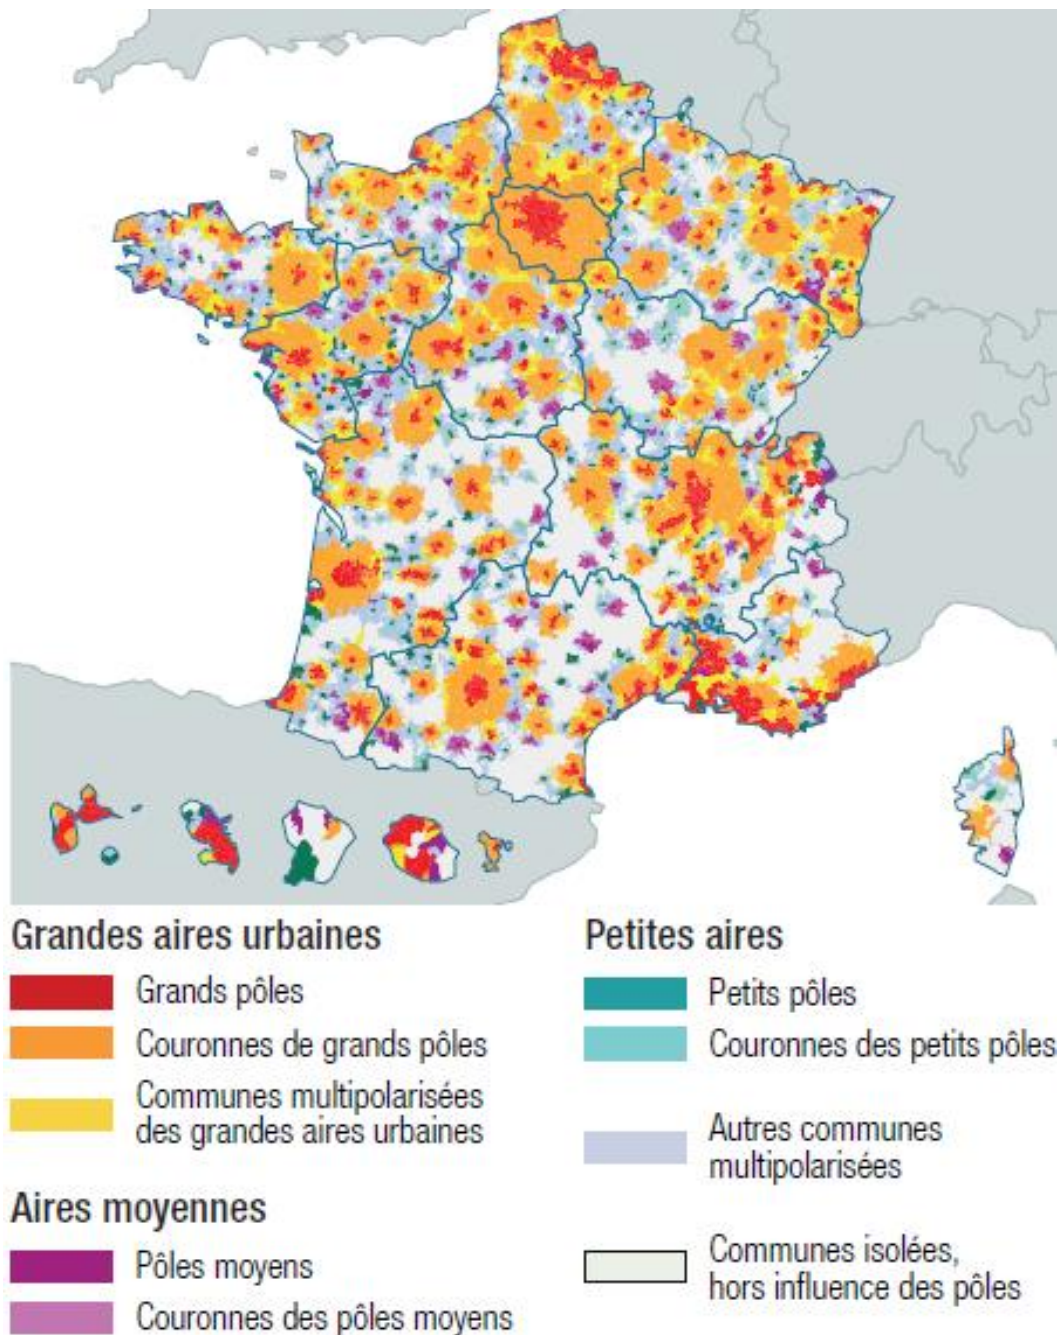 Grandes aires urbaines
Grands pôles
Couronnes de grands pôles
Communes multipolarisées
des grandes aires urbaines
Aires moyennes
Pôles moyens
Couronnes des pôles moyens
Petites aires
Petits pôles
Couronnes des petits pôles
Autres communes
multipolarisées
Communes isolées,
hors influence des pôles